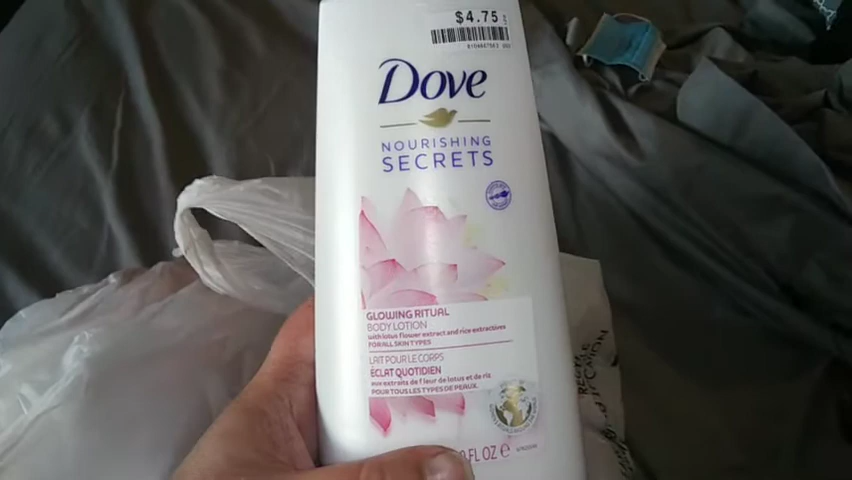 $4.75
Dove
NOURISHING
SECRETS
GLOWING RITUAL
BODY LOTION
with lotus flower extract and rice extractives
FOR ALL SKIN TYPES
LAIT POUR LE CORPS
ÉCLAT QUOTIDIEN
aux extraits de fleur de lotus et de riz
POUR TOUS LES TYPES DE PEAUX.
FL OZ e